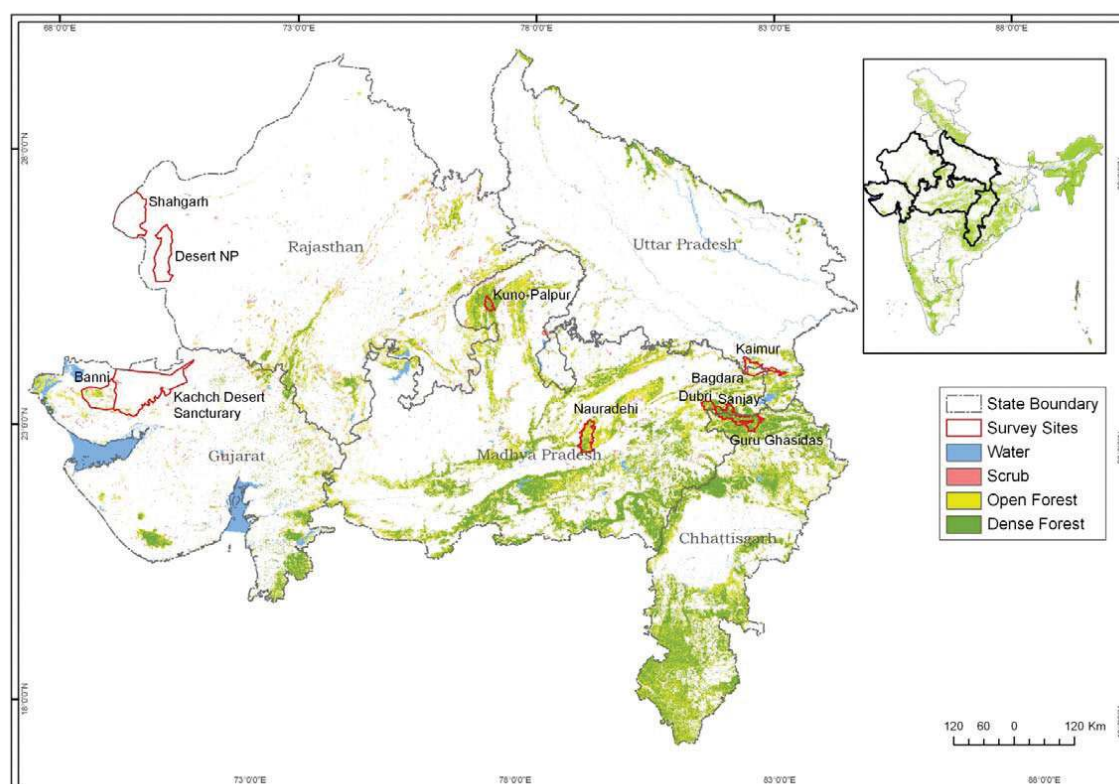 68°0'0"E
73°0'0"E
78°0'0"E
83°0'0"E
88°0'0"E
28°0'0"N
Shahgarh
Desert NP
Rajasthan
Uttar Pradesh
Kuno-Palpur
Kaimur
Banni
Kachch Desert
Sancturary
Bagdara
Dubri
Sanjay
Nauradehi
23°0'0"N
Guru Ghasidas
Gujarat
Madhya Pradesh
Chhattisgarh
18°0'0"N
State Boundary
Survey Sites
Water
Scrub
Open Forest
Dense Forest
120 60 0 120 Km
73°0'0"E
78°0'0"E
83°0'0"E
88°0'0"E